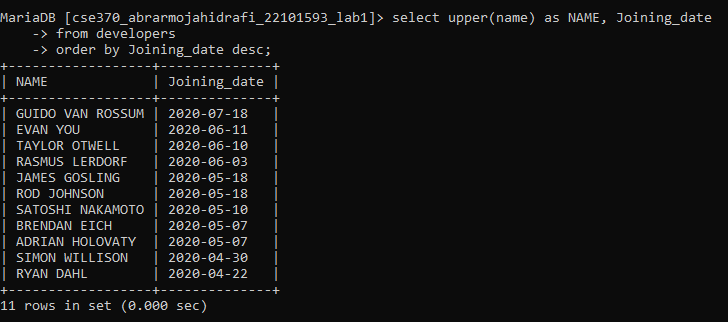 MariaDB [cse370_abrarmojahidrafi_22101593_lab1]> select upper(name) as NAME, Joining_date
    -> from developers
    -> order by Joining_date desc;
+------------------+--------------+
| NAME             | Joining_date |
+------------------+--------------+
| GUIDO VAN ROSSUM | 2020-07-18   |
| EVAN YOU         | 2020-06-11   |
| TAYLOR OTWELL    | 2020-06-10   |
| RASMUS LERDORF   | 2020-06-03   |
| JAMES GOSLING    | 2020-05-18   |
| ROD JOHNSON      | 2020-05-18   |
| SATOSHI NAKAMOTO | 2020-05-10   |
| BRENDAN EICH     | 2020-05-07   |
| ADRIAN HOLOVATY  | 2020-05-07   |
| SIMON WILLISON   | 2020-04-30   |
| RYAN DAHL        | 2020-04-22   |
+------------------+--------------+
11 rows in set (0.000 sec)